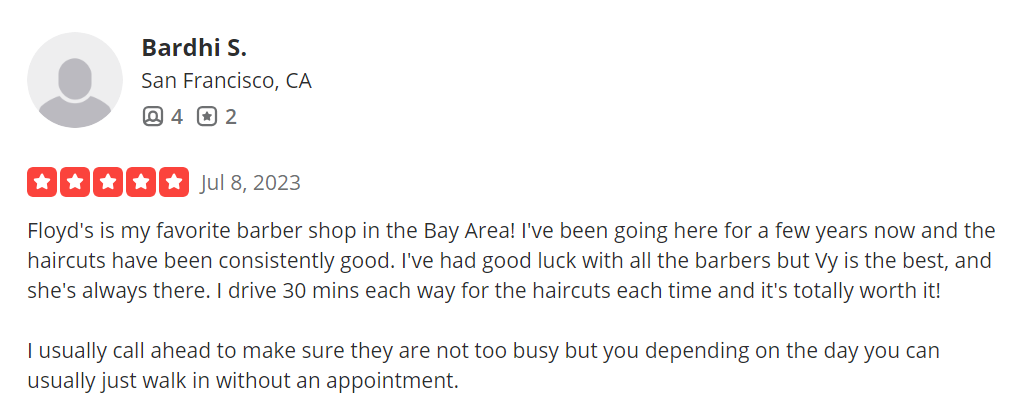 Bardhi S.
San Francisco, CA
4 2
Jul 8, 2023
Floyd's is my favorite barber shop in the Bay Area! I've been going here for a few years now and the
haircuts have been consistently good. I've had good luck with all the barbers but Vy is the best, and
she's always there. I drive 30 mins each way for the haircuts each time and it's totally worth it!
I usually call ahead to make sure they are not too busy but you depending on the day you can
usually just walk in without an appointment.